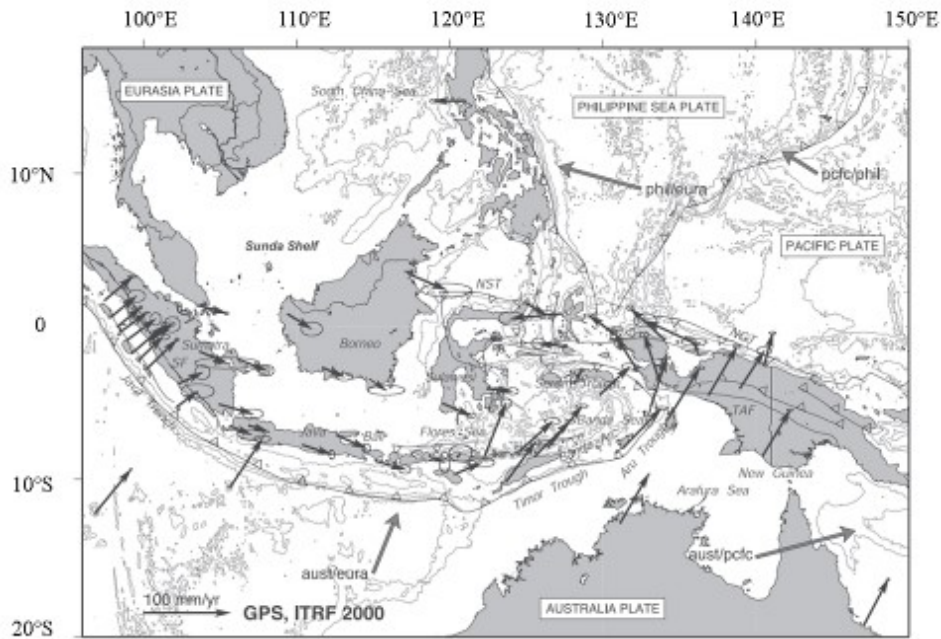 100°E 110°E 120°E 130°E 140°E 150°E
EURASIA PLATE
South China Sea
PHILIPPINE SEA PLATE
10°N
phil/eura
pcfc/phil
Sunda Shelf
PACIFIC PLATE
NST
0
Borneo
NGT
Sumatra
SF
TAF
Java
Bali
Flores Sea
Banda Sea
New Guinea
10°S
Timor Trough
Aru Trough
Arafura Sea
aust/eura
aust/pcfc
100 mm/yr
GPS, ITRF 2000
AUSTRALIA PLATE
20°S